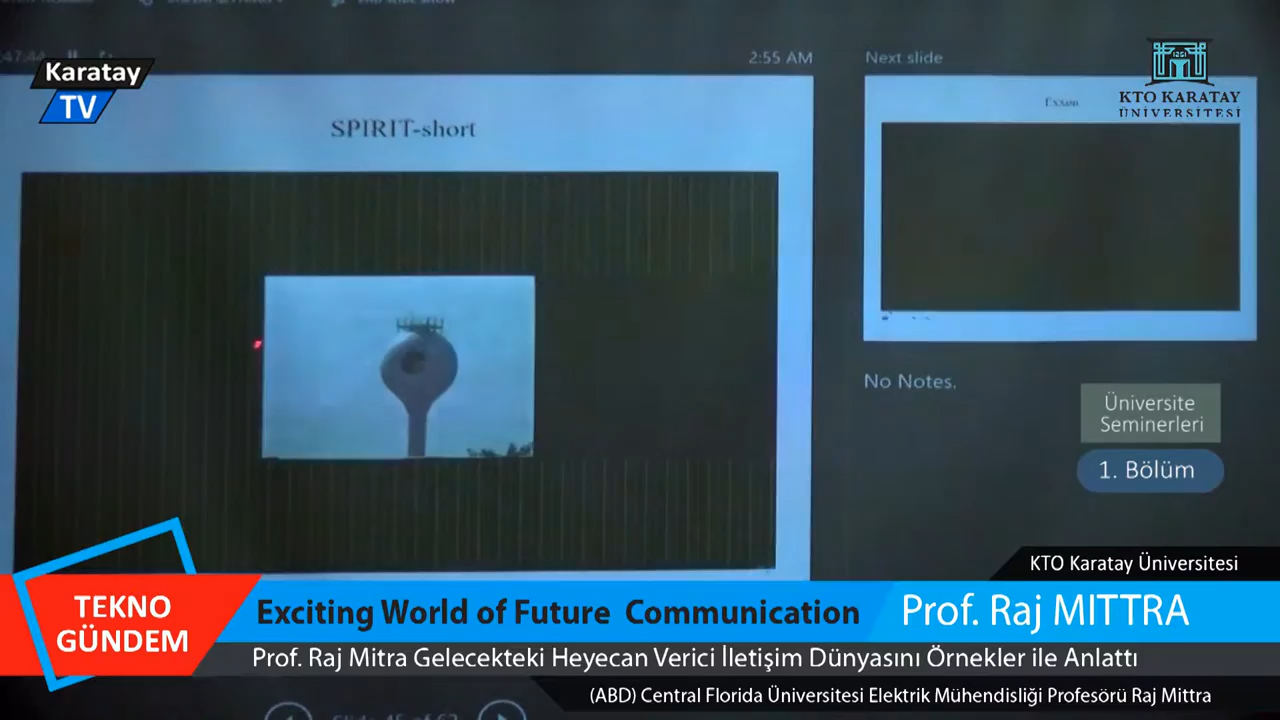 2:55 AM
Next slide
Karatay
TV
KTO KARATAY
ÜNİVERSİTESİ
SPIRIT-short
No Notes.
Üniversite
Seminerleri
1. Bölüm
KTO Karatay Üniversitesi
TEKNO
GÜNDEM
Exciting World of Future Communication
Prof. Raj MITTRA
Prof. Raj Mitra Gelecekteki Heyecan Verici İletişim Dünyasını Örnekler ile Anlattı
(ABD) Central Florida Üniversitesi Elektrik Mühendisliği Profesörü Raj Mittra